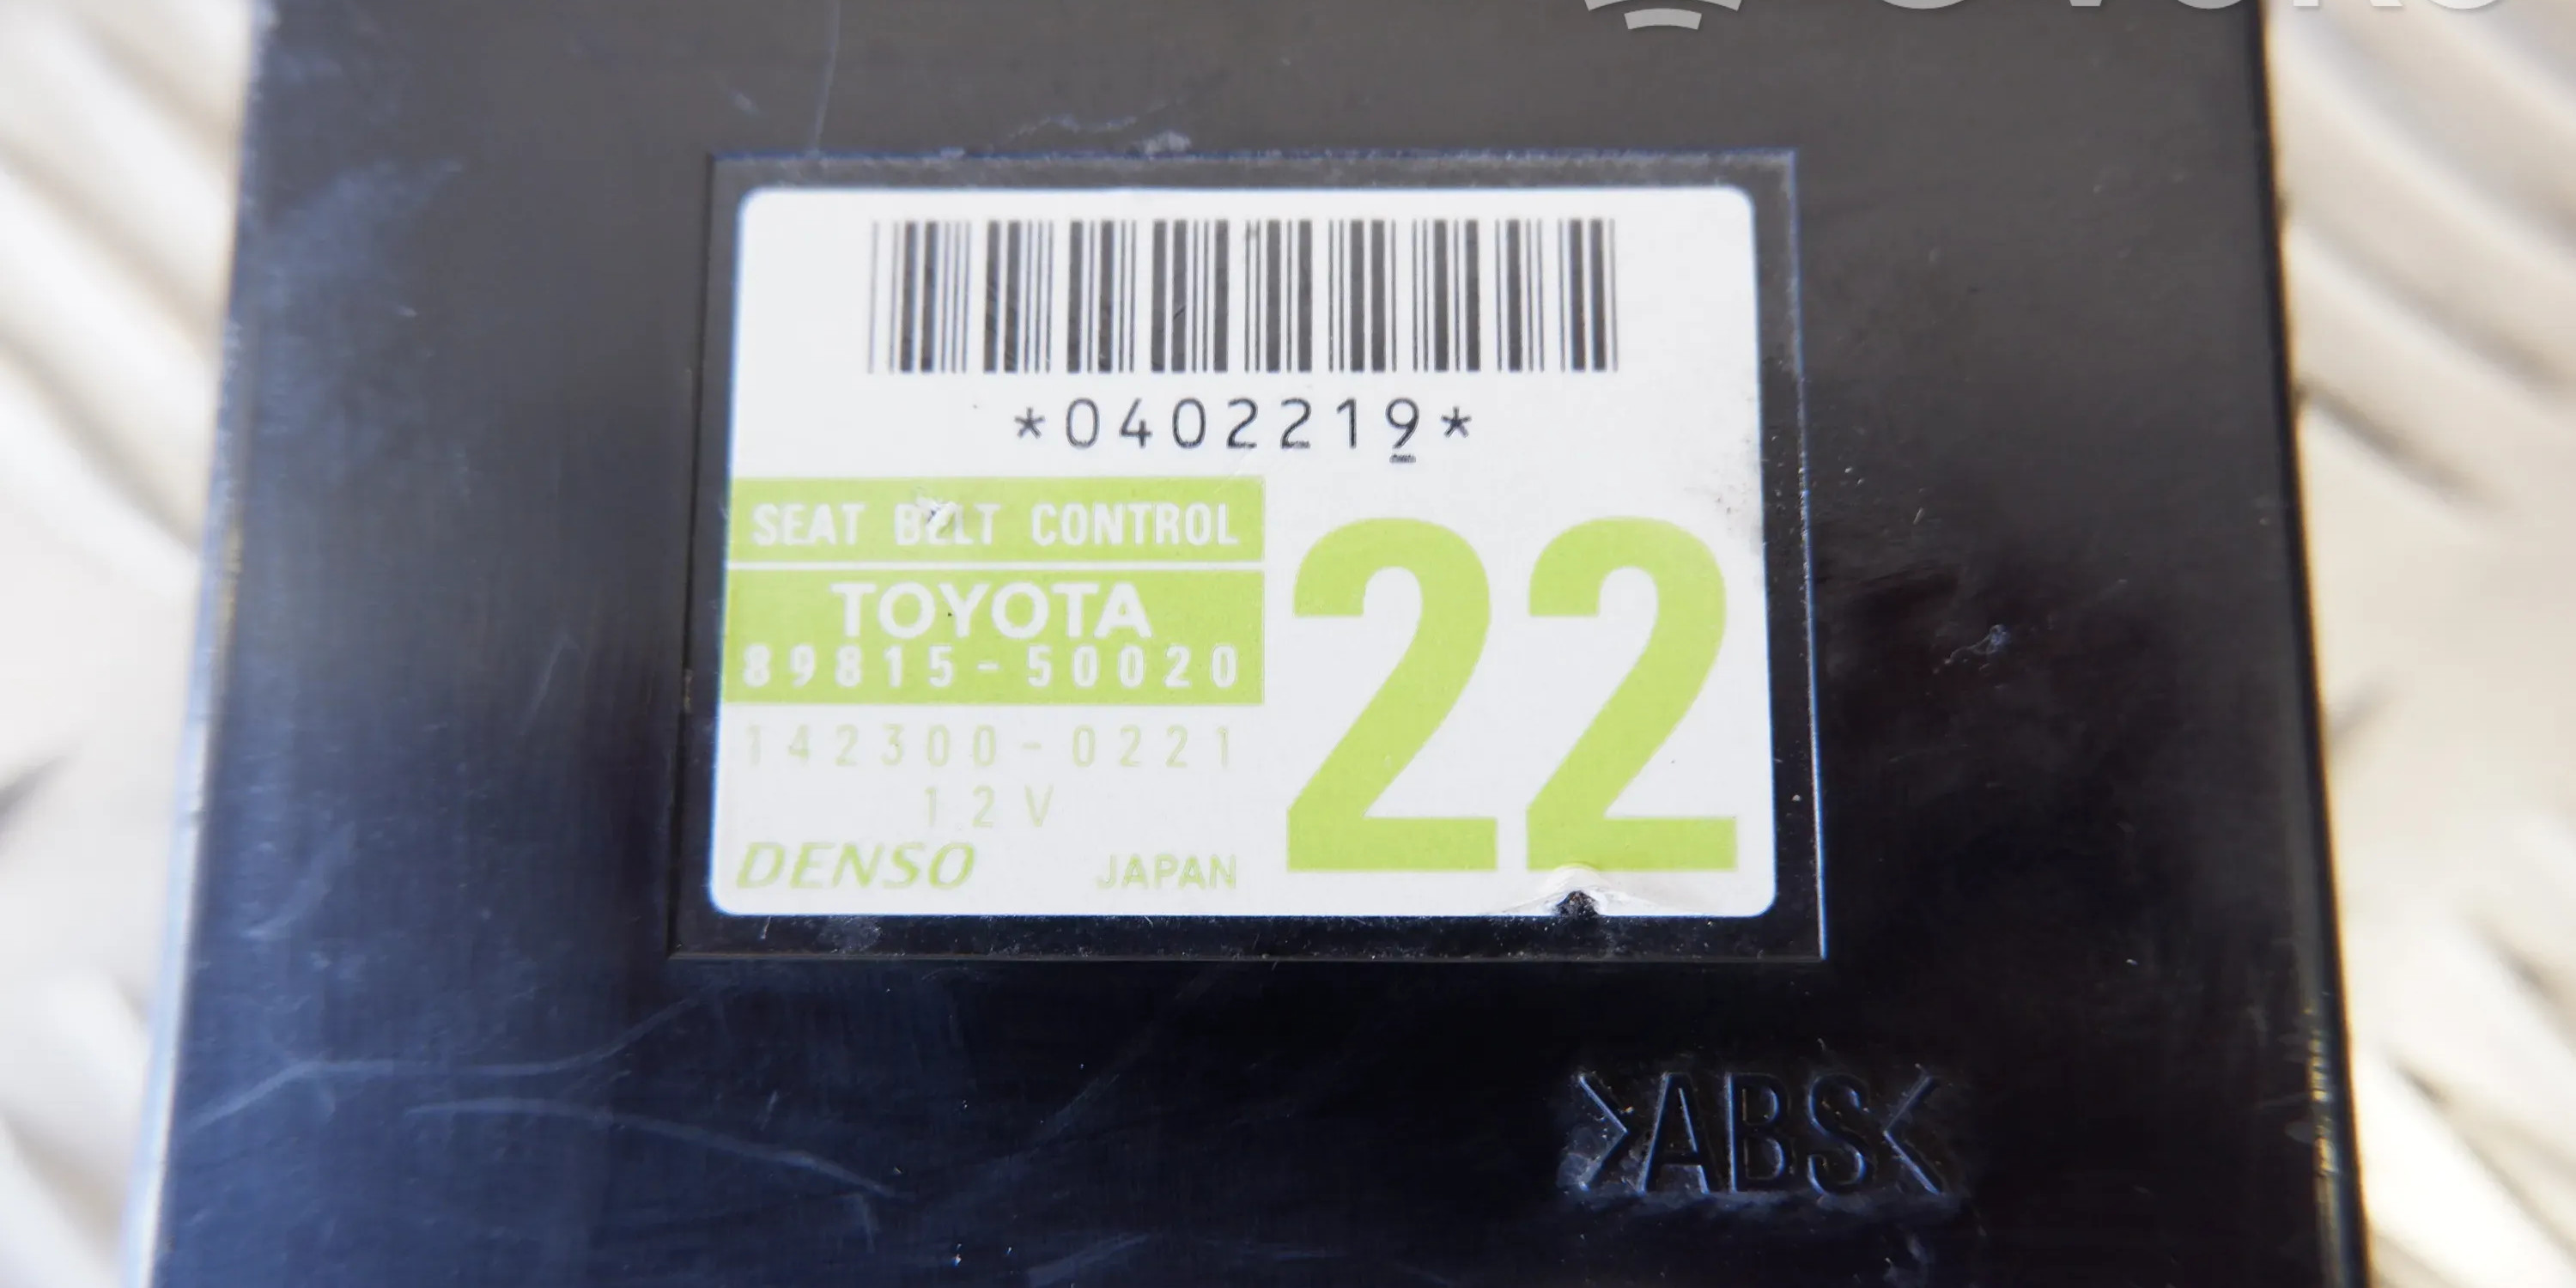 *0402219*
SEAT BELT CONTROL
TOYOTA
89815-50020
142300-0221
12V
DENSO JAPAN
22
>ABS<